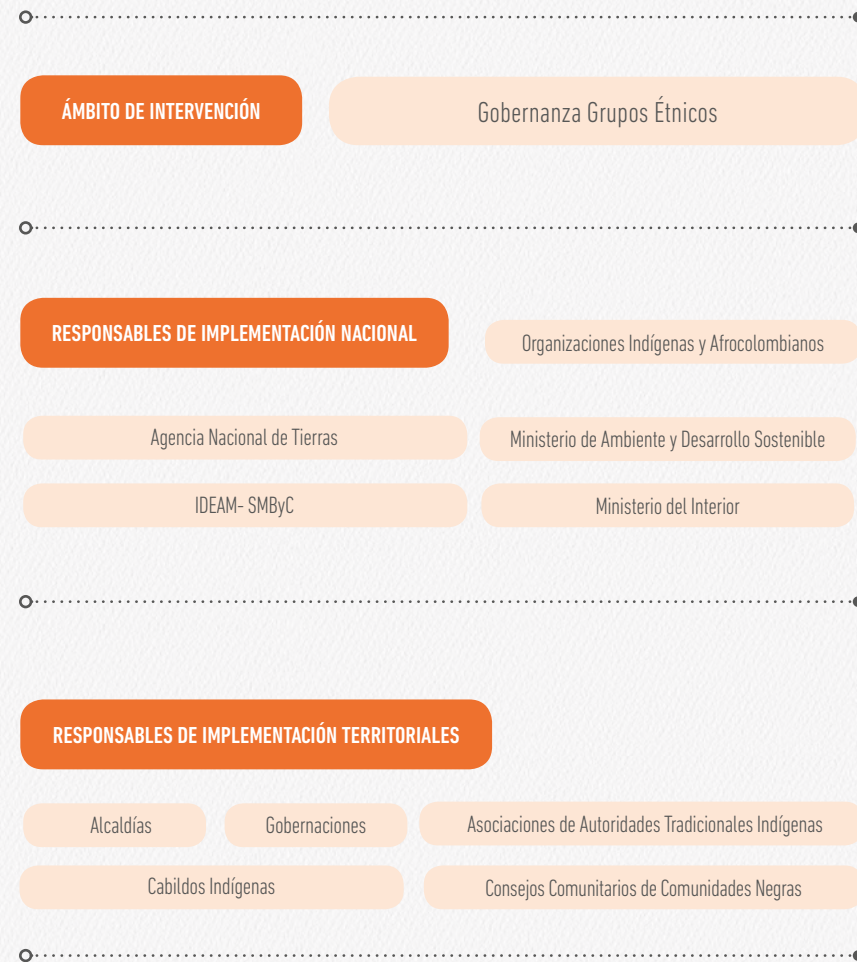 ÁMBITO DE INTERVENCIÓN
Gobernanza Grupos Étnicos
RESPONSABLES DE IMPLEMENTACIÓN NACIONAL
Organizaciones Indígenas y Afrocolombianos
Agencia Nacional de Tierras
Ministerio de Ambiente y Desarrollo Sostenible
IDEAM- SMByC
Ministerio del Interior
RESPONSABLES DE IMPLEMENTACIÓN TERRITORIALES
Alcaldías
Gobernaciones
Asociaciones de Autoridades Tradicionales Indígenas
Cabildos Indígenas
Consejos Comunitarios de Comunidades Negras